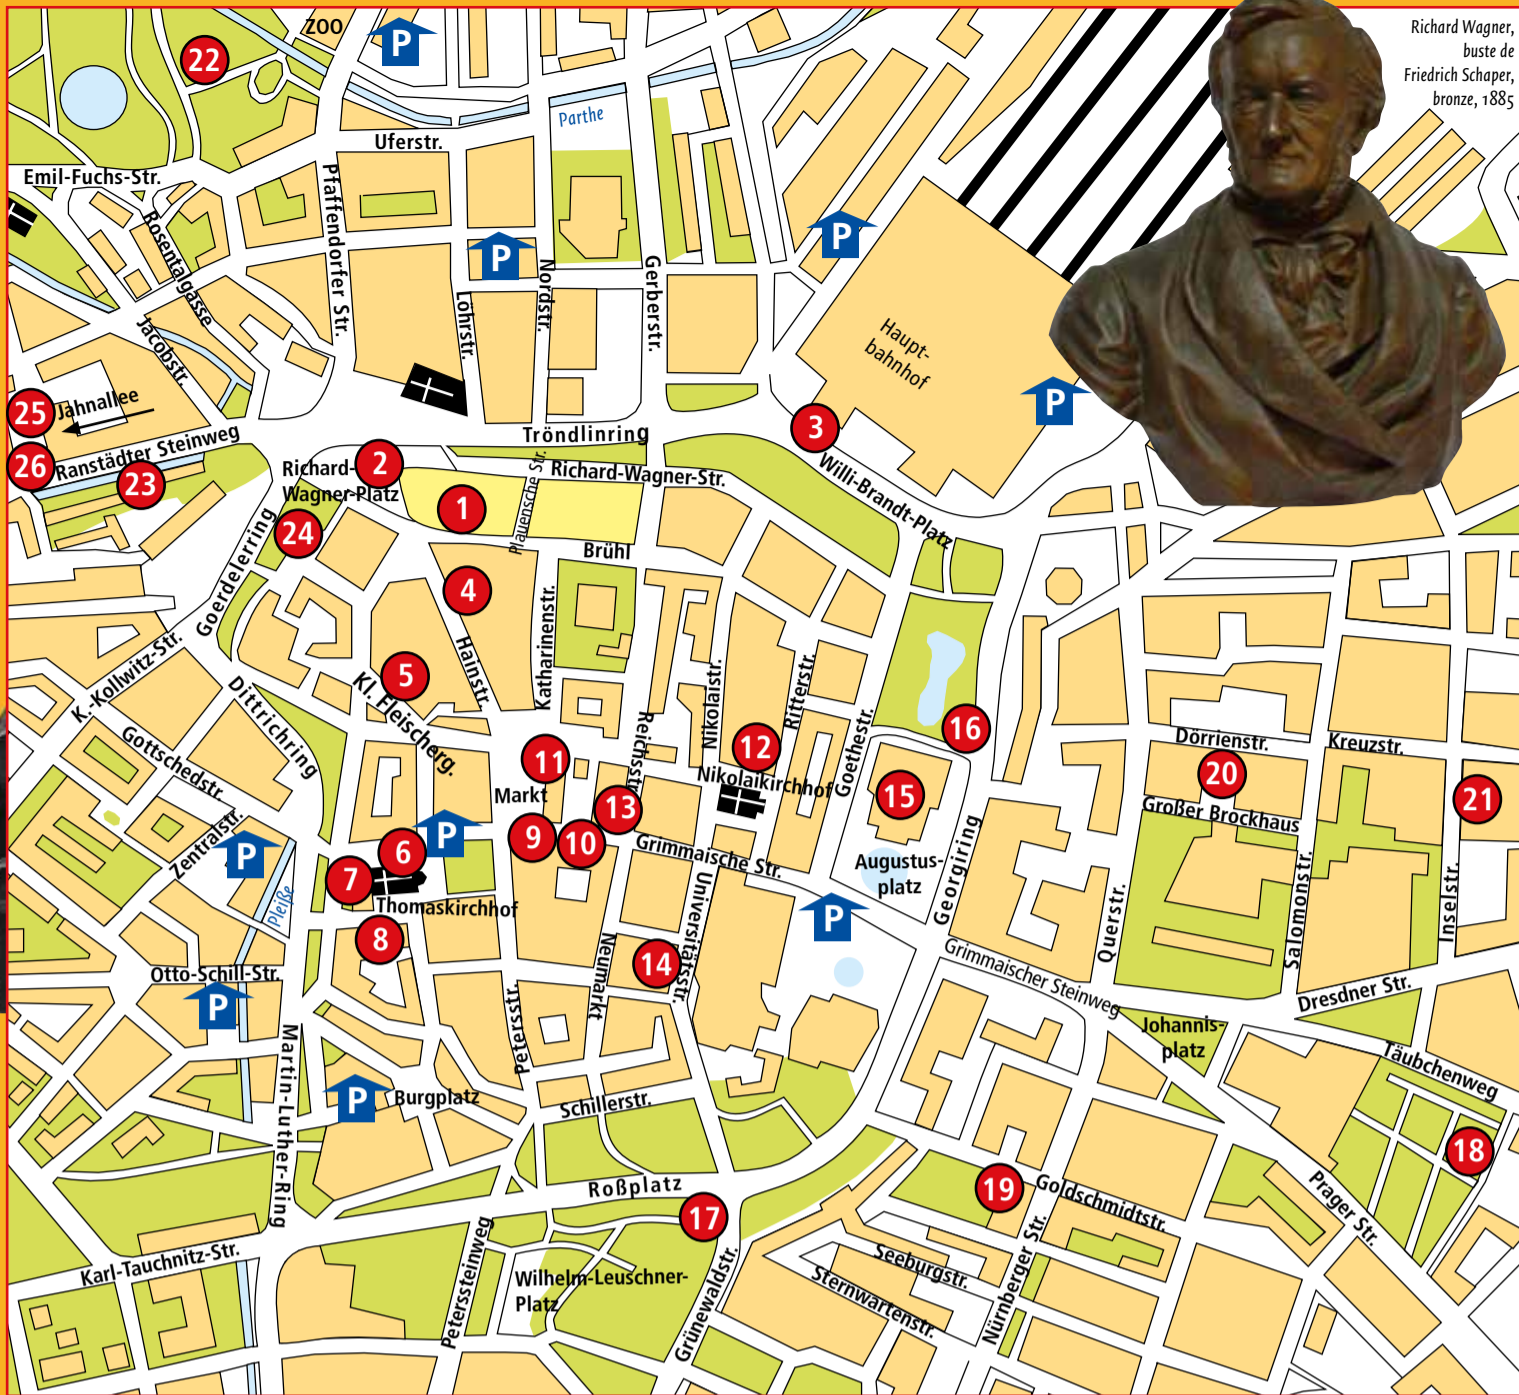 Richard Wagner,
buste de
Friedrich Schaper,
bronze, 1885
ZOO
P
22
Parthe
Uferstr.
Emil-Fuchs-Str.
Pfaffendorfer Str.
Rosentalgasse
P
P
Löhrstr.
Nordstr.
Gerberstr.
Haupt-
bahnhof
Jacobstr.
P
25
Jahnallee
3
26
Ranstädter Steinweg
23
Tröndlinring
2
Richard-
Wagner-Platz
Richard-Wagner-Str.
Willi-Brandt-Platz
1
Plauensche Str.
24
Brühl
Goerdelerring
4
Katharinenstr.
Hainstr.
5
K.-Kollwitz-Str.
Dittrichring
Kl. Fleischerg.
Nikolaistr.
Ritterstr.
Reichsstr.
Goethestr.
16
Gottschedstr.
11
12
Dörrienstr.
Kreuzstr.
20
Nikolaikirchhof
Markt
13
15
21
Großer Brockhaus
Zentralstr.
P
P
6
9
10
Grimmaische Str.
Augustus-
platz
Georgiring
7
Pleiße
Thomaskirchhof
Universitätsstr.
P
Querstr.
Salomonstr.
Inselstr.
8
Otto-Schill-Str.
P
Neumarkt
14
Grimmaischer Steinweg
Petersstr.
Dresdner Str.
Johannis-
platz
Martin-Luther-Ring
P
Burgplatz
Schillerstr.
Täubchenweg
18
Roßplatz
19
Goldschmidtstr.
Prager Str.
17
Karl-Tauchnitz-Str.
Peterssteinweg
Wilhelm-Leuschner-
Platz
Grünewaldstr.
Seeburgstr.
Sternwartenstr.
Nürnberger Str.